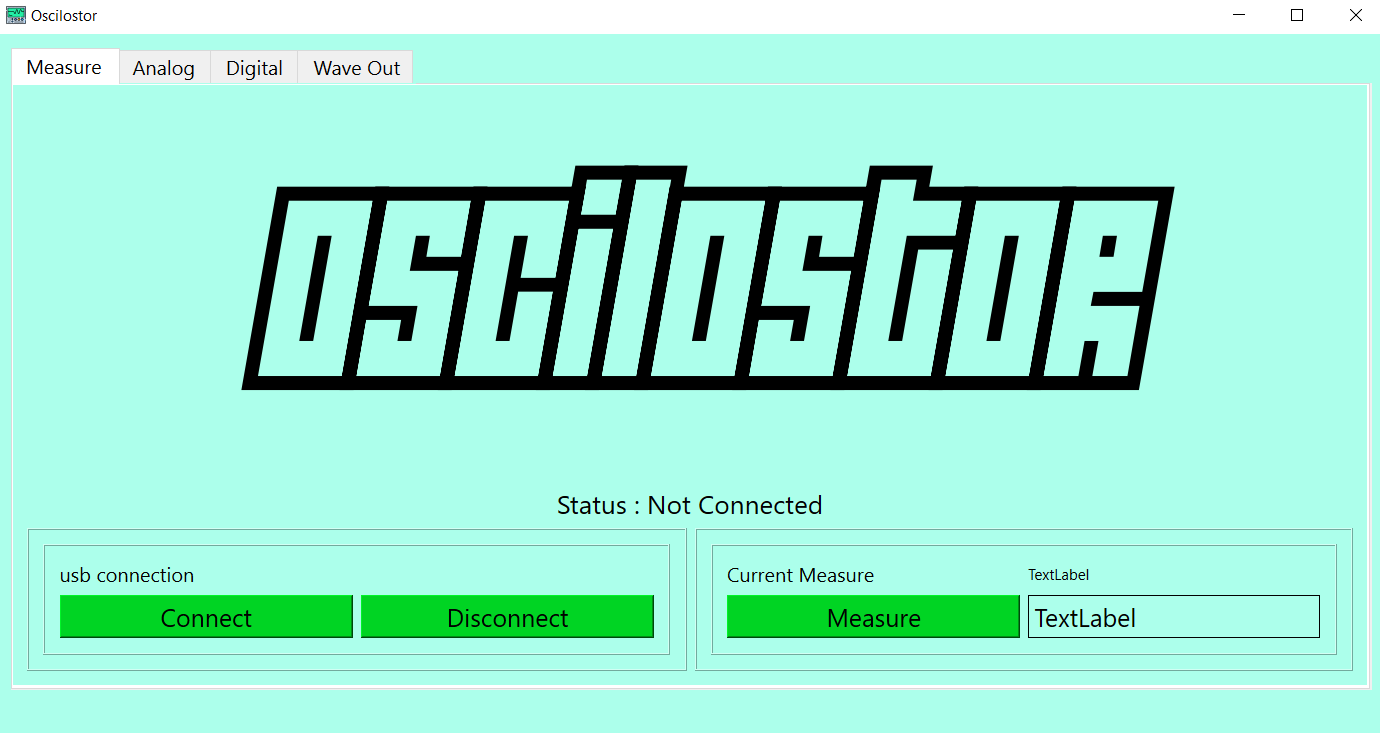 Oscilostor
Measure Analog Digital Wave Out
oscilostor
Status : Not Connected
usb connection
Connect Disconnect
Current Measure TextLabel
Measure TextLabel